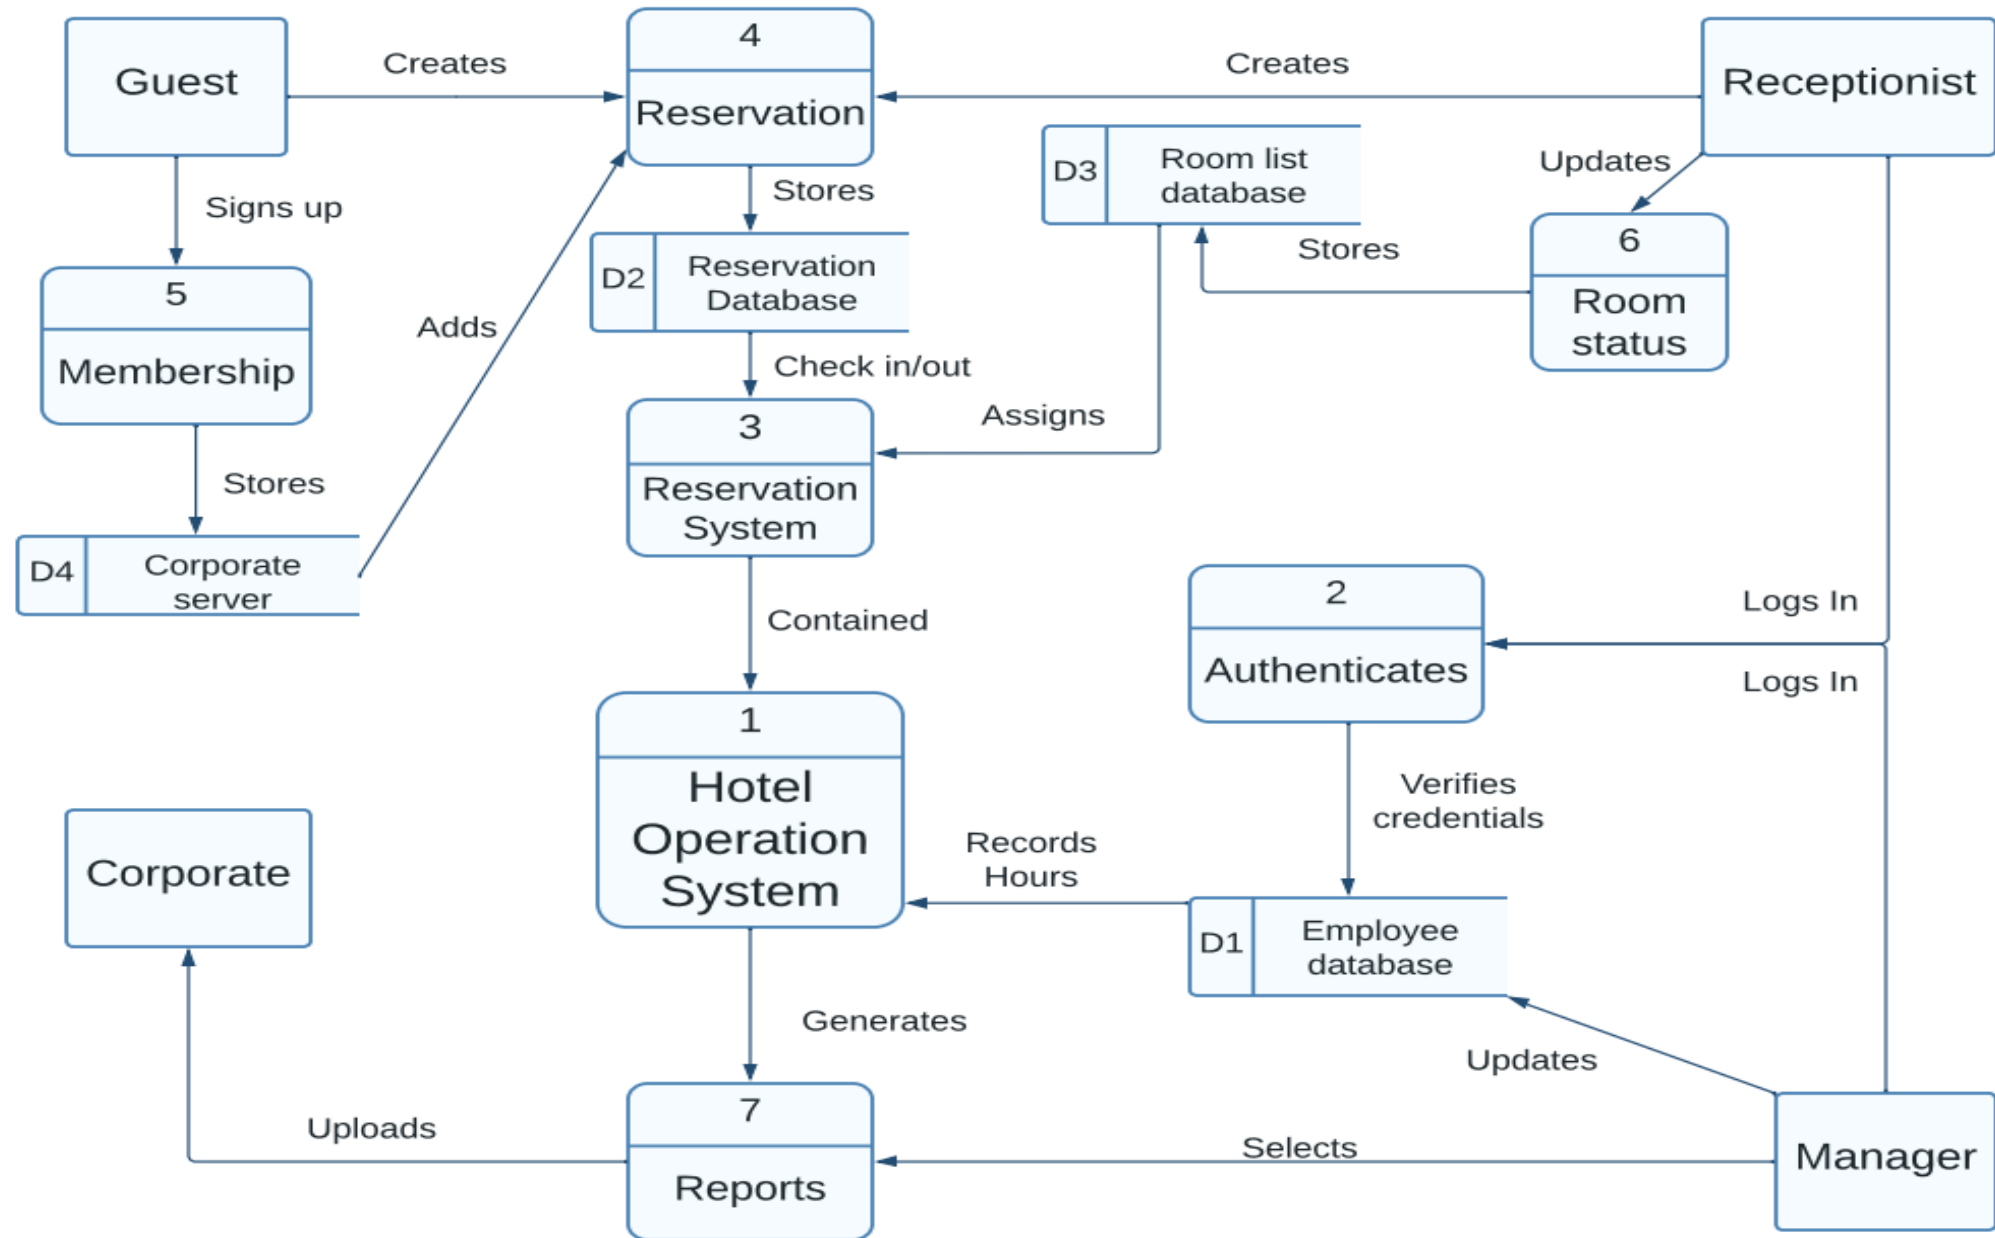 Guest
Creates
4
Reservation
Creates
Receptionist
Signs up
Stores
D3
Room list
database
Updates
5
Membership
D2
Reservation
Database
Stores
6
Room
status
Adds
Check in/out
3
Reservation
System
Assigns
Stores
D4
Corporate
server
Contained
2
Authenticates
Logs In
Logs In
1
Hotel
Operation
System
Verifies
credentials
Corporate
Records
Hours
D1
Employee
database
Generates
Updates
Uploads
7
Reports
Selects
Manager